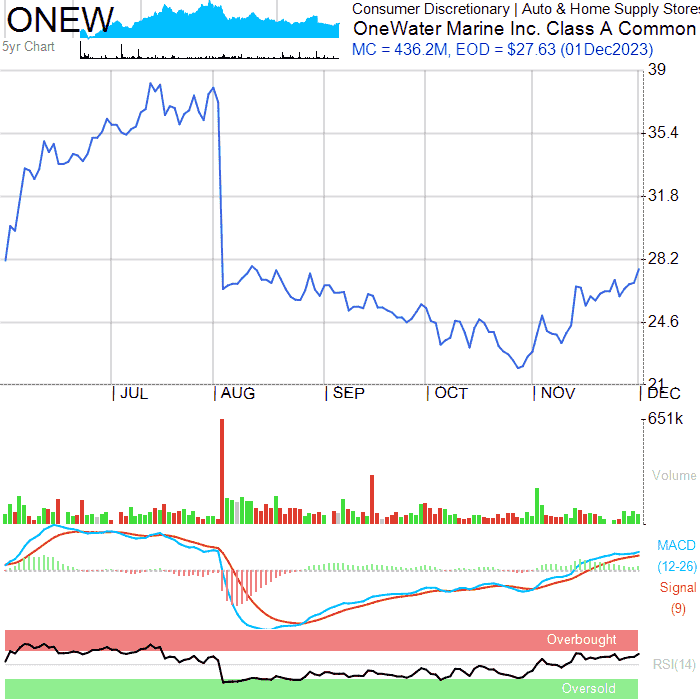 ONEW
5yr Chart
Consumer Discretionary | Auto & Home Supply Stores
OneWater Marine Inc. Class A Common
MC = 436.2M, EOD = $27.63 (01Dec2023)
39
35.4
31.8
28.2
24.6
21
JUL
AUG
SEP
OCT
NOV
DEC
651k
Volume
MACD
(12-26)
Signal
(9)
Overbought
RSI(14)
Oversold